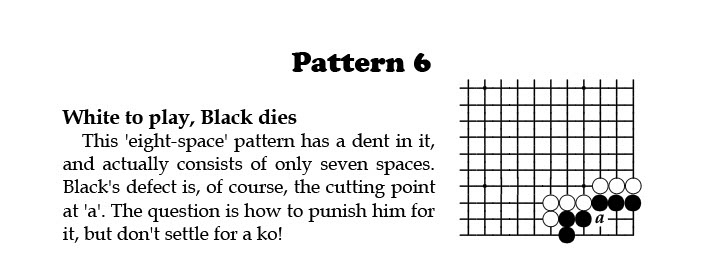 Pattern 6
White to play, Black dies
This 'eight-space' pattern has a dent in it,
and actually consists of only seven spaces.
Black's defect is, of course, the cutting point
at 'a'. The question is how to punish him for
it, but don't settle for a ko!
a